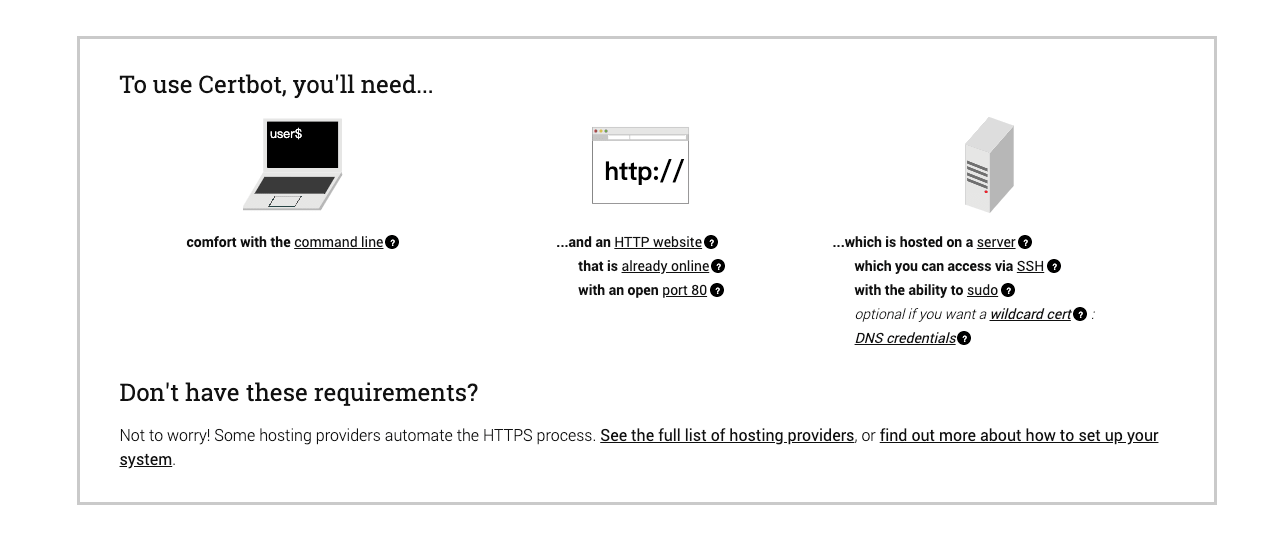 To use Certbot, you'll need...
user$
http://
comfort with the command line ?
...and an HTTP website ?
that is already online ?
with an open port 80 ?
...which is hosted on a server ?
which you can access via SSH ?
with the ability to sudo ?
optional if you want a wildcard cert ? :
DNS credentials ?
Don't have these requirements?
Not to worry! Some hosting providers automate the HTTPS process. See the full list of hosting providers, or find out more about how to set up your
system.